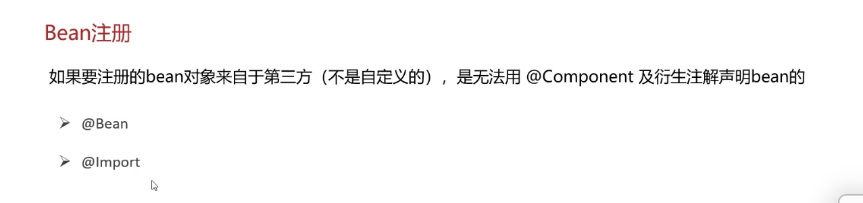 Bean注册
如果要注册的bean对象来自于第三方（不是自定义的），是无法用 @Component 及衍生注解声明bean的
➢ @Bean
➢ @Import